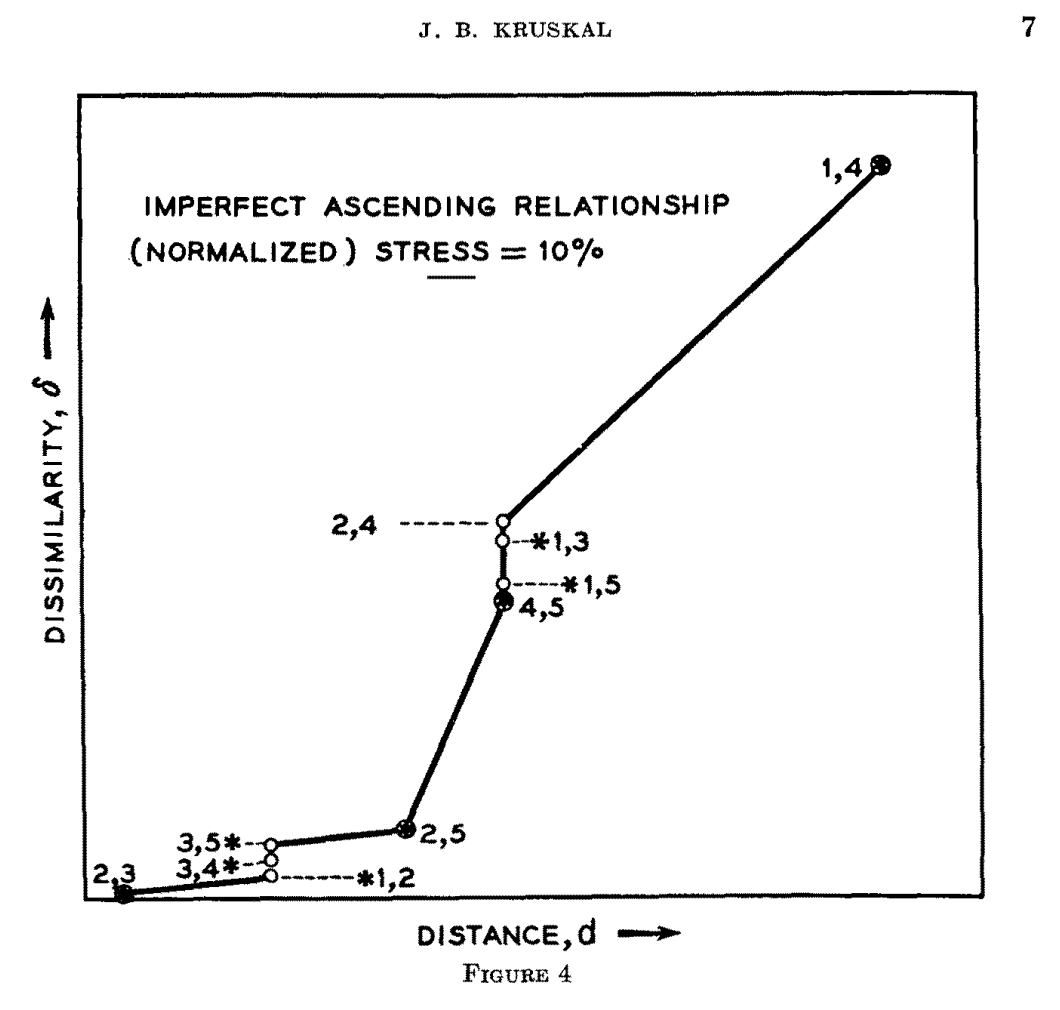 J. B. KRUSKAL 7
1,4
IMPERFECT ASCENDING RELATIONSHIP
(NORMALIZED) STRESS = 10%
DISSIMILARITY, δ
2,4
*1,3
*1,5
4,5
2,5
3,5*
3,4*
2,3
*1,2
DISTANCE, d
FIGURE 4